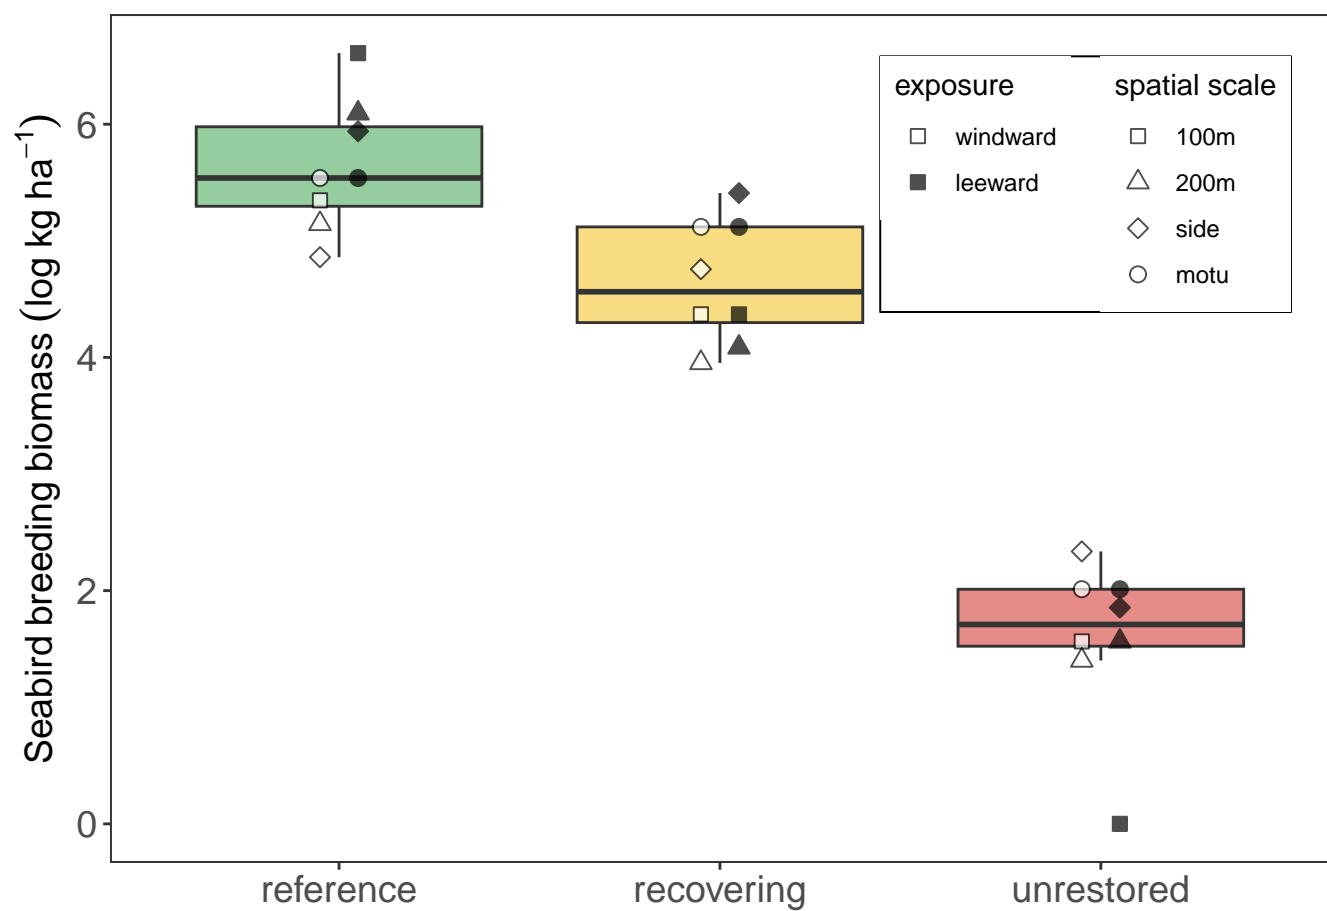 Seabird breeding biomass (log kg ha⁻¹)
6
4
2
0
exposure
windward
leeward
spatial scale
100m
200m
side
motu
reference
recovering
unrestored